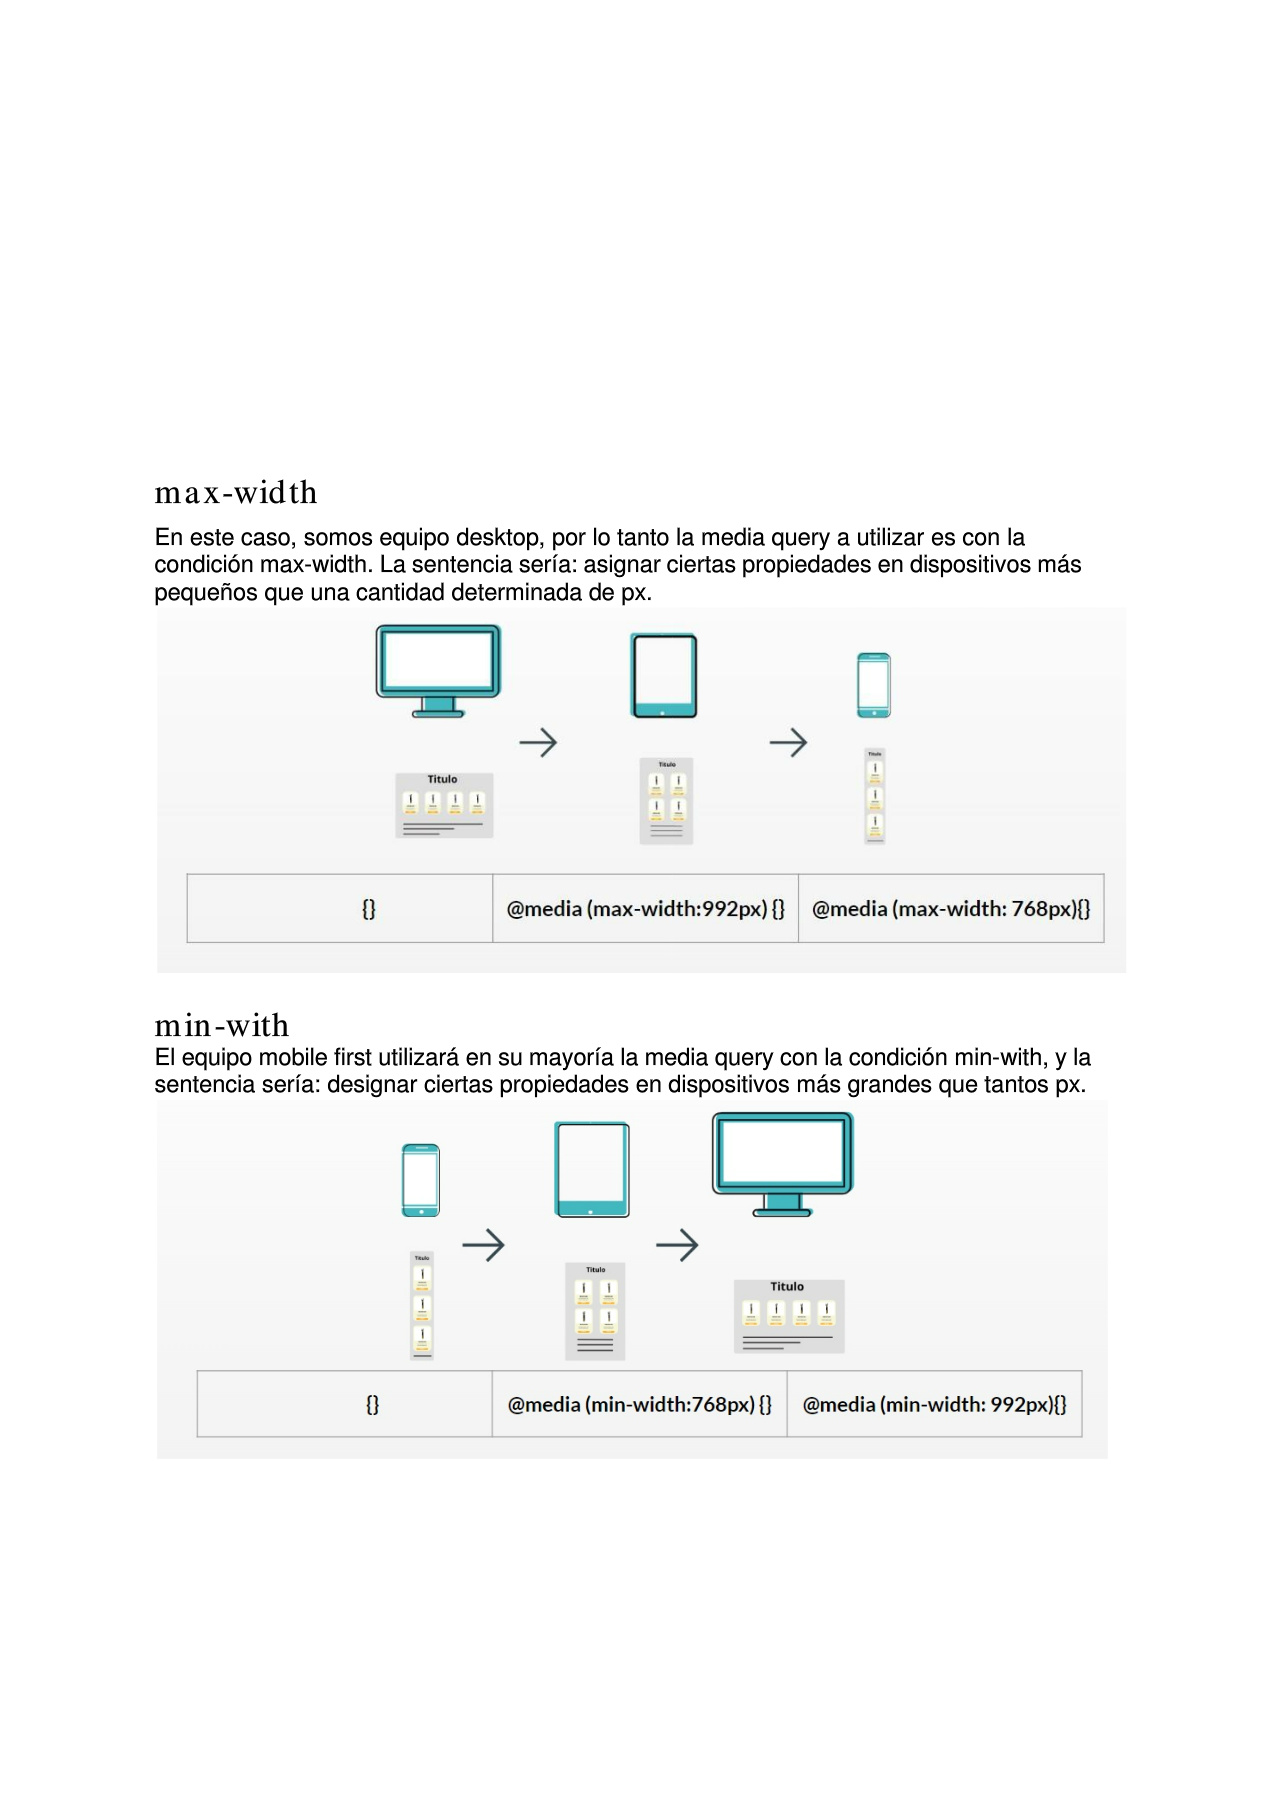 max-width
En este caso, somos equipo desktop, por lo tanto la media query a utilizar es con la
condición max-width. La sentencia sería: asignar ciertas propiedades en dispositivos más
pequeños que una cantidad determinada de px.
Titulo
Titulo
Titulo
{}
@media (max-width:992px) {}
@media (max-width: 768px){}
min-with
El equipo mobile first utilizará en su mayoría la media query con la condición min-with, y la
sentencia sería: designar ciertas propiedades en dispositivos más grandes que tantos px.
Titulo
Titulo
Titulo
{}
@media (min-width:768px) {}
@media (min-width: 992px){}